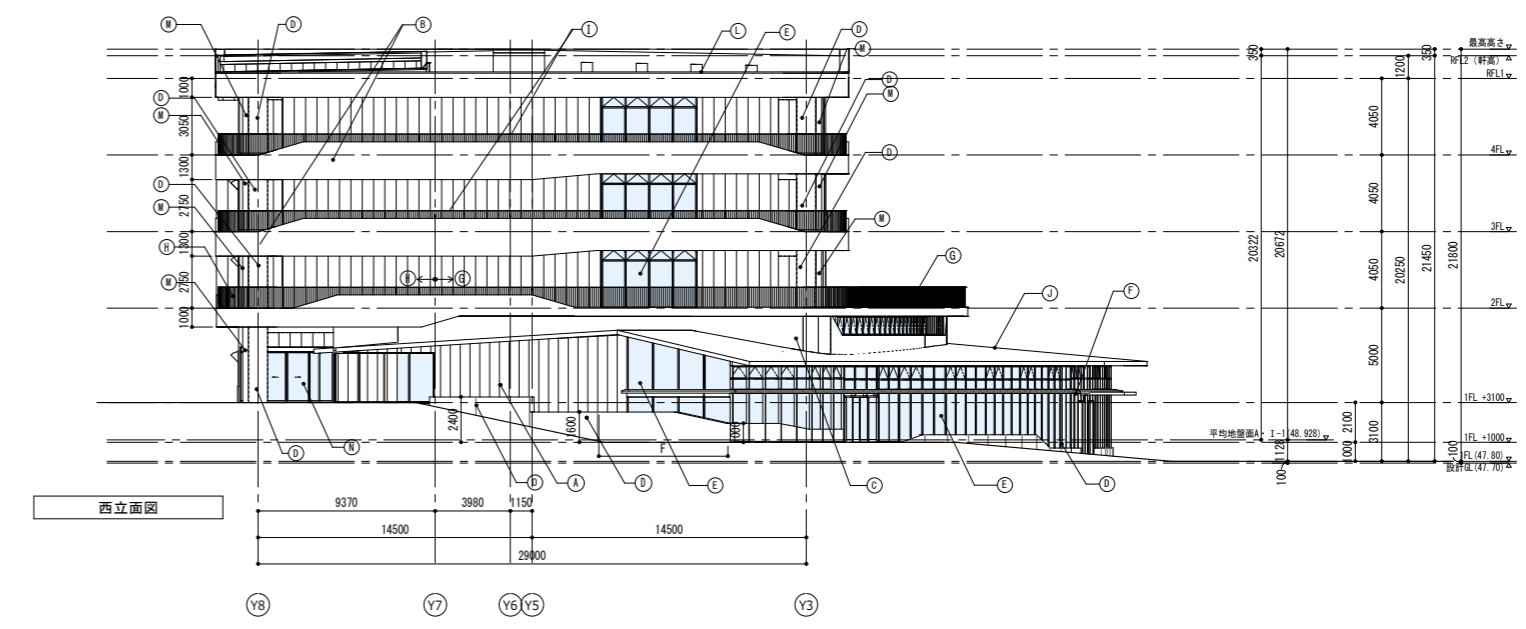 M D B I L E D M
最高高さ
RFL2 (軒高)
RFL1
350
350
1200
1000
D
M
D
M
3050
4050
4FL
1300
D
M
D
2750
4050
20322
20672
20250
21450
21800
M
3FL
1300
H
H G
G
4050
M
2750
J
F
2FL
1000
5000
1FL +3100
2400
1600
1000
2100
3100
平均地盤面A・I-1(48.928)
1FL +1000
F
1128
1000
100
1FL(47.80)
設計GL(47.70)
100
D N O A D E C E D
西立面図
9370 3980 1150
14500 14500
29000
Y8 Y7 Y6 Y5 Y3